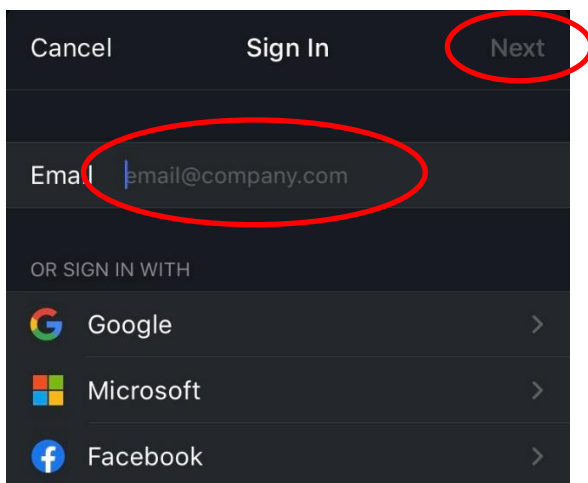 Cancel Sign In Next
Email email@company.com
OR SIGN IN WITH
Google
Microsoft
Facebook